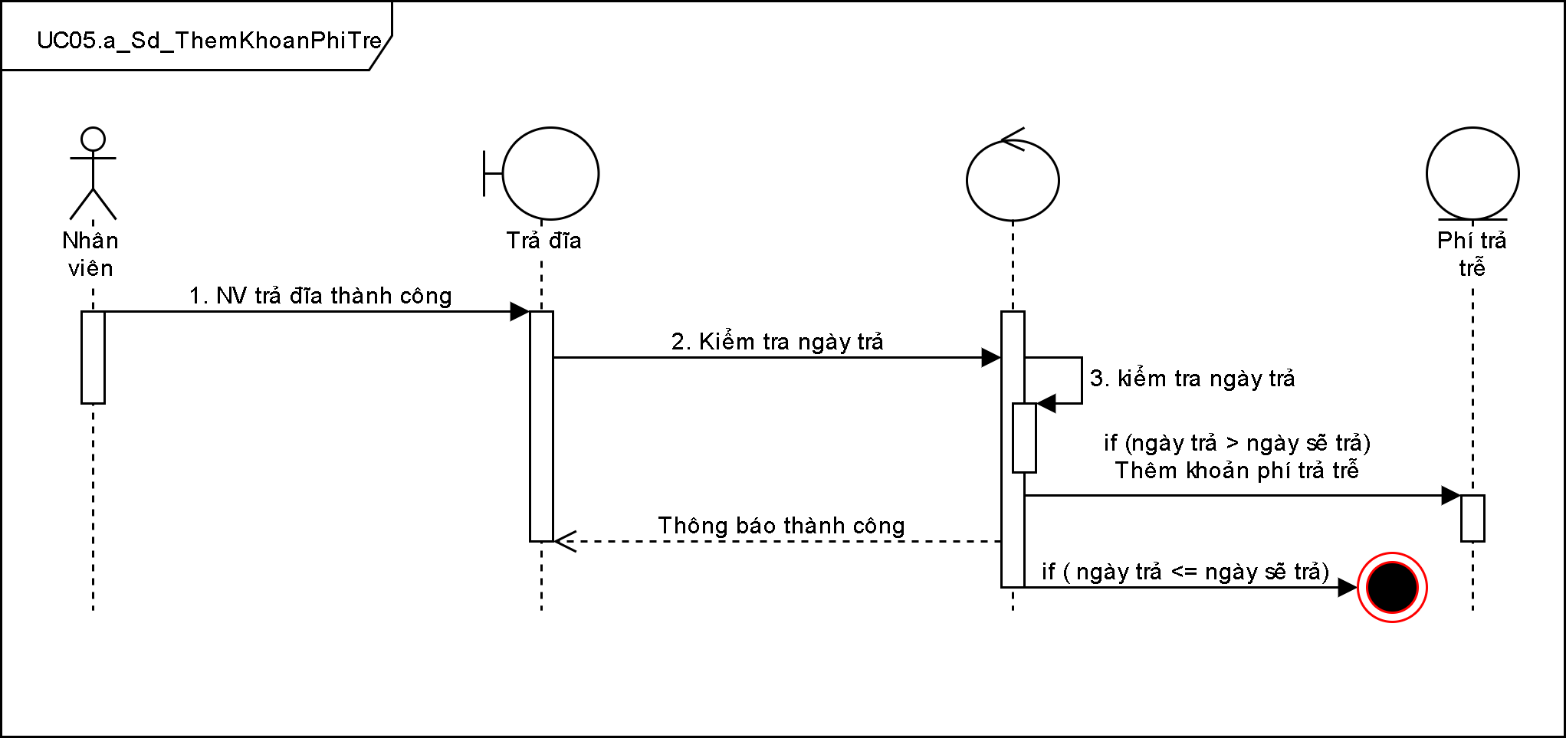 UC05.a_Sd_ThemKhoanPhiTre
Nhân
viên
Trả đĩa
Phí trả
trễ
1. NV trả đĩa thành công
2. Kiểm tra ngày trả
3. kiểm tra ngày trả
if (ngày trả > ngày sẽ trả)
Thêm khoản phí trả trễ
Thông báo thành công
if ( ngày trả <= ngày sẽ trả)